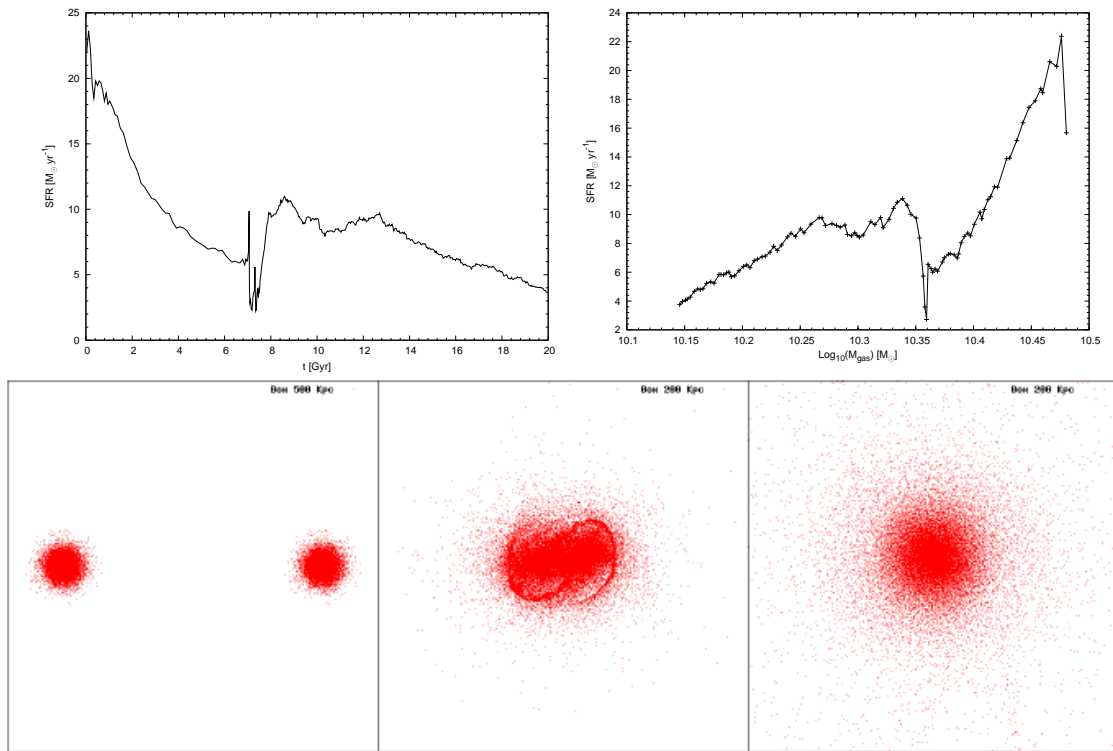 25
20
15
10
5
0
SFR [M☉ yr⁻¹]
0 2 4 6 8 10 12 14 16 18 20
t [Gyr]
24
22
20
18
16
14
12
10
8
6
4
2
SFR [M☉ yr⁻¹]
10.1 10.15 10.2 10.25 10.3 10.35 10.4 10.45 10.5
Log₁₀(M_gas) [M☉]
Box 500 Kpc
Box 200 Kpc
Box 200 Kpc